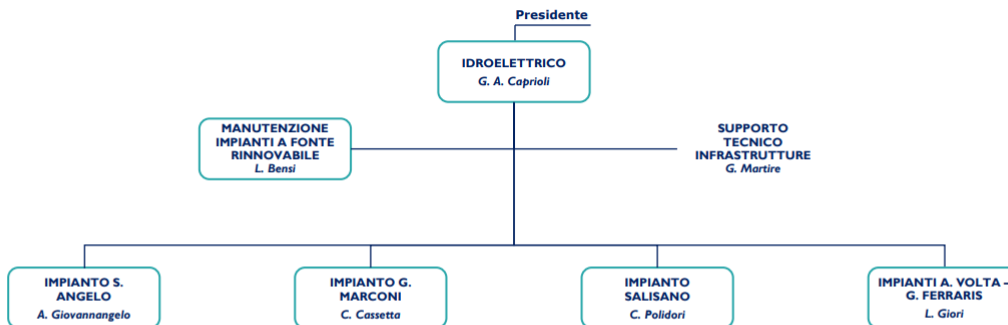 Presidente
IDROELETTRICO
G. A. Caprioli
MANUTENZIONE
IMPIANTI A FONTE
RINNOVABILE
L. Bensi
SUPPORTO
TECNICO
INFRASTRUTTURE
G. Martire
IMPIANTO S.
ANGELO
A. Giovannangelo
IMPIANTO G.
MARCONI
C. Cassetta
IMPIANTO
SALISANO
C. Polidori
IMPIANTI A. VOLTA –
G. FERRARIS
L. Giori